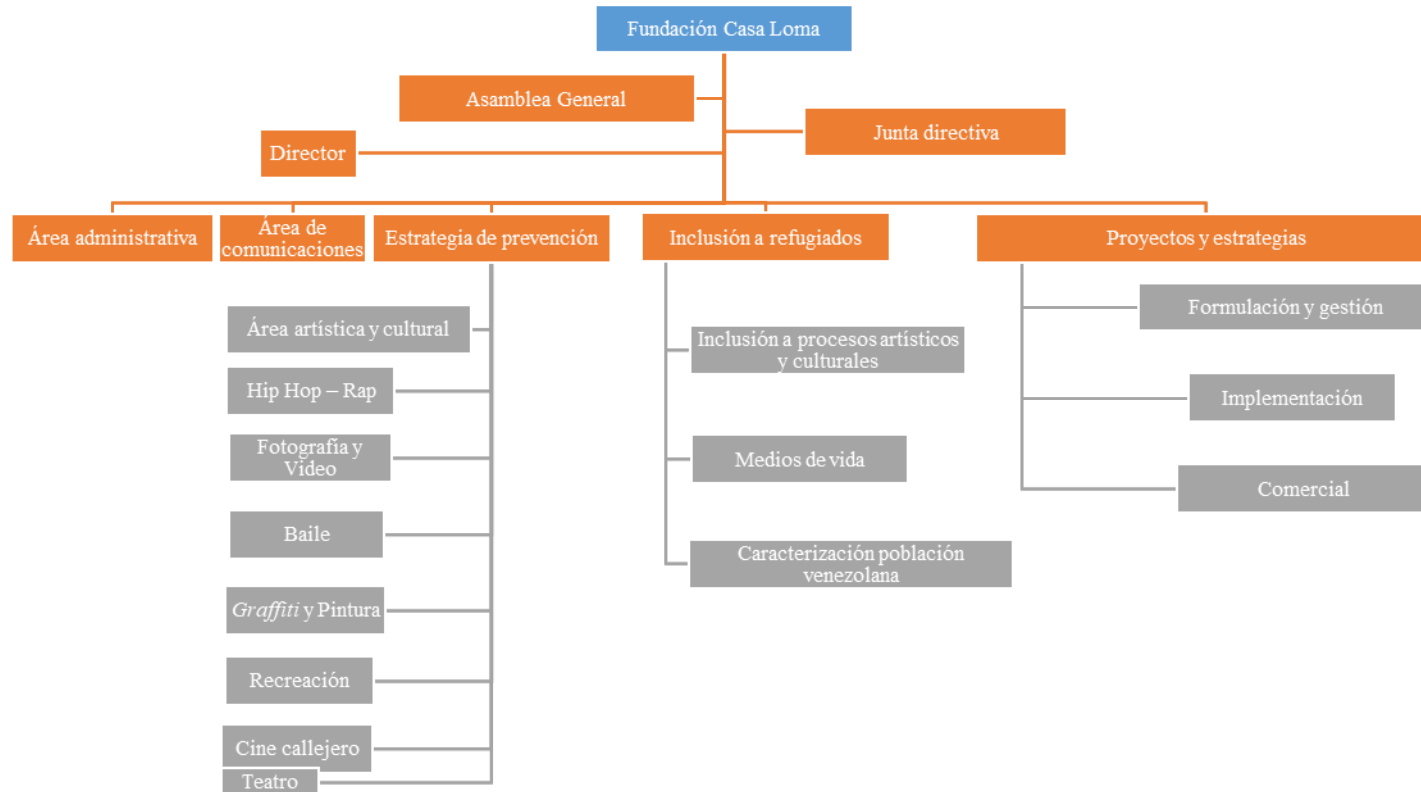 Fundación Casa Loma
Asamblea General
Junta directiva
Director
Área administrativa
Área de
comunicaciones
Estrategia de prevención
Inclusión a refugiados
Proyectos y estrategias
Área artística y cultural
Hip Hop – Rap
Fotografía y
Video
Baile
Graffiti y Pintura
Recreación
Cine callejero
Teatro
Inclusión a procesos artísticos
y culturales
Medios de vida
Caracterización población
venezolana
Formulación y gestión
Implementación
Comercial